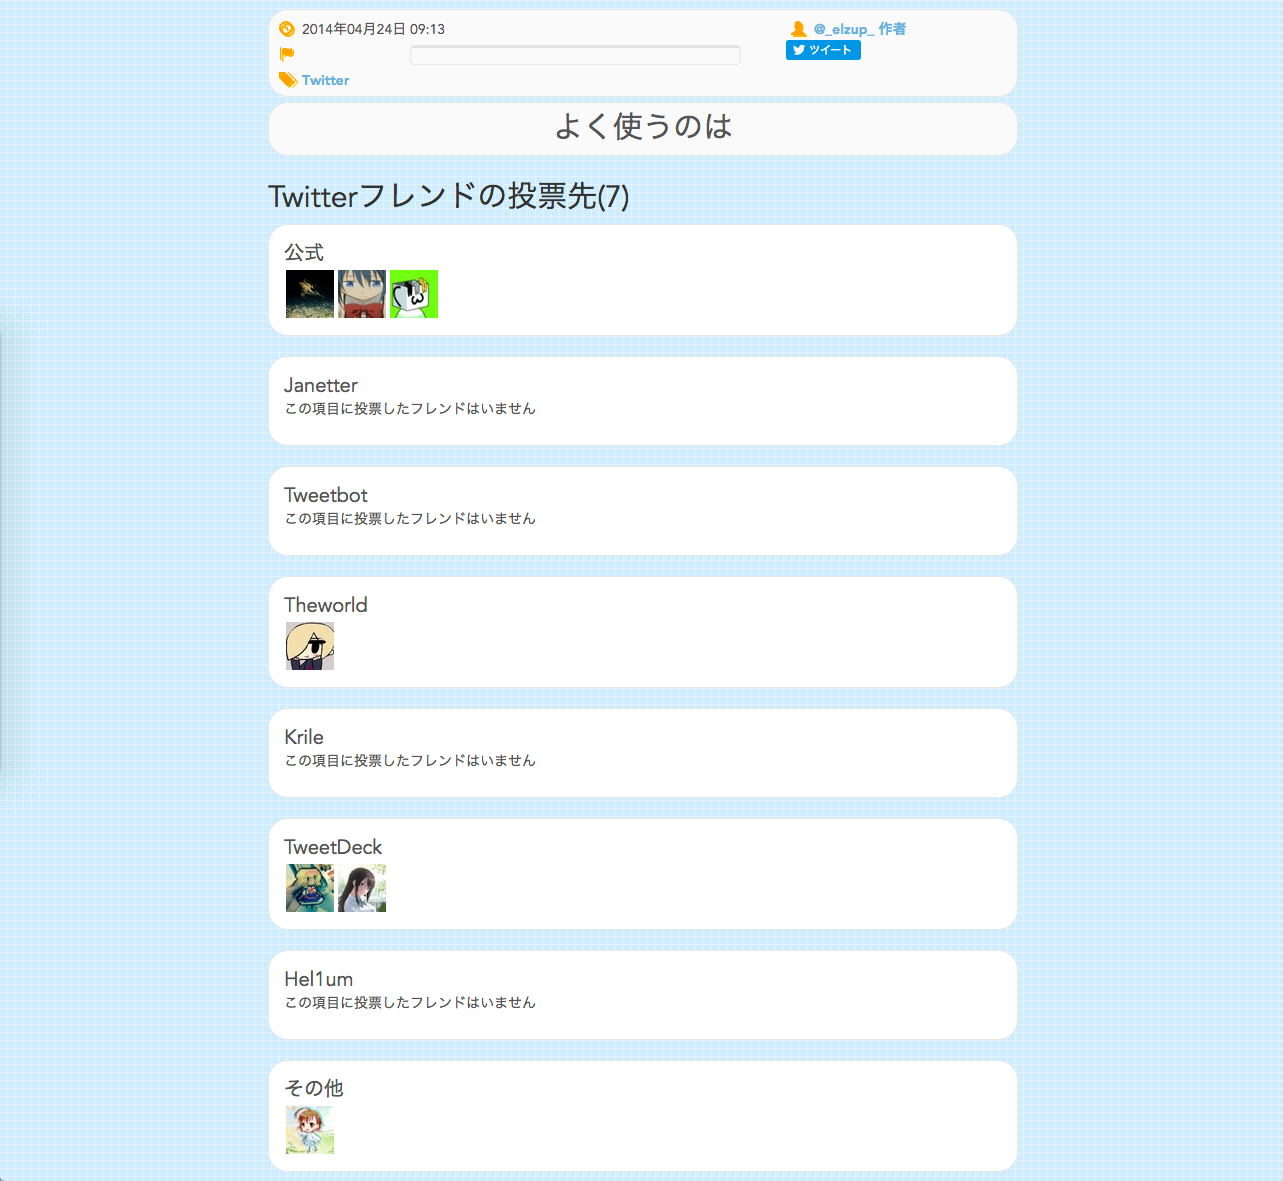 2014年04月24日 09:13
@_elzup_ 作者
ツイート
Twitter
よく使うのは
Twitterフレンドの投票先(7)
公式
Janetter
この項目に投票したフレンドはいません
Tweetbot
この項目に投票したフレンドはいません
Theworld
Krile
この項目に投票したフレンドはいません
TweetDeck
Hel1um
この項目に投票したフレンドはいません
その他